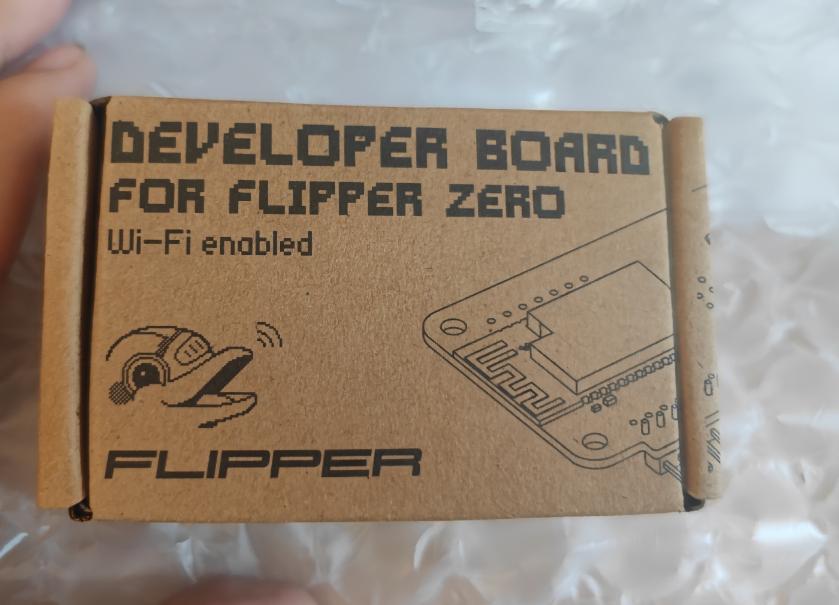 DEVELOPER BOARD
FOR FLIPPER ZERO
Wi-Fi enabled
FLIPPER